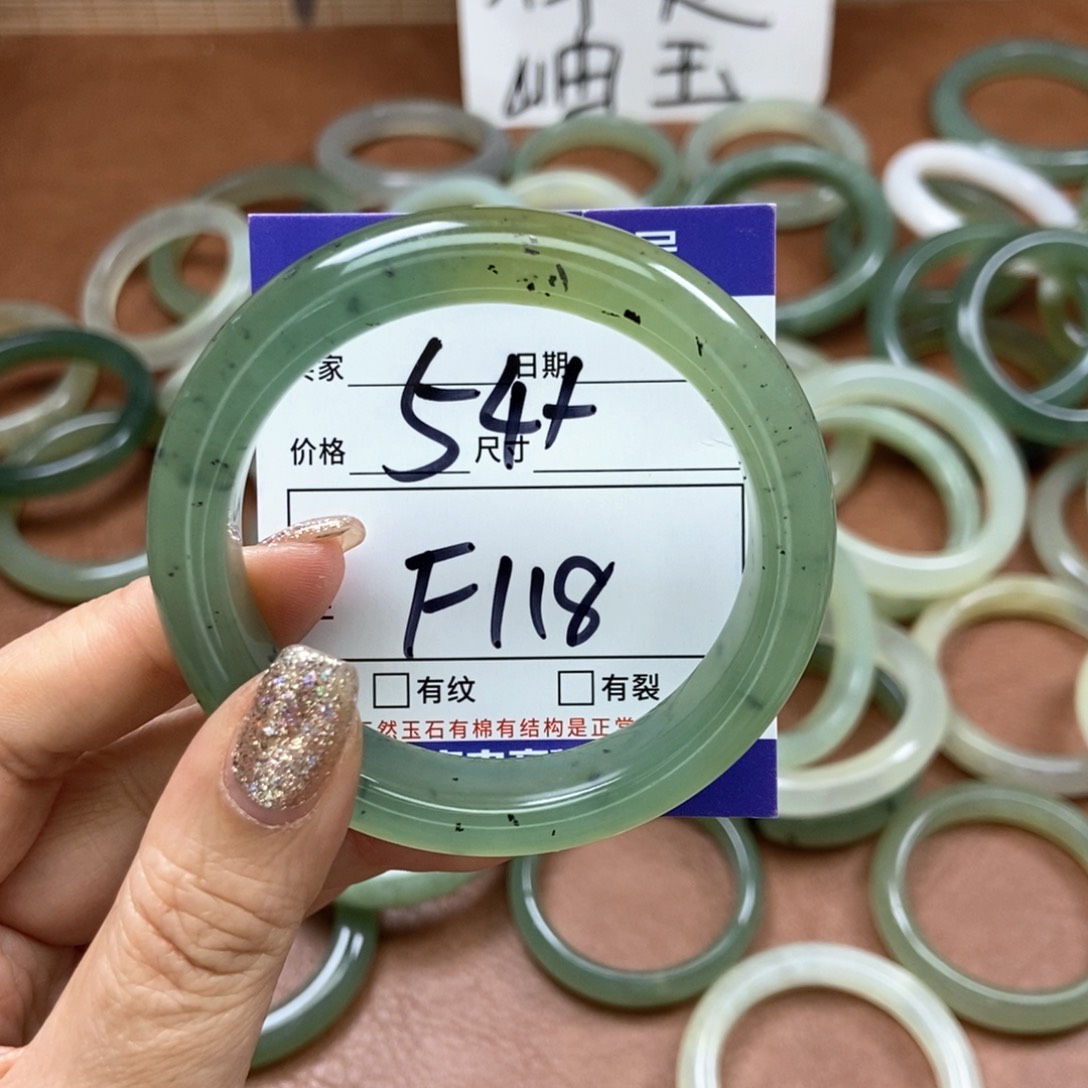 岫玉
家 日期
54+
价格 尺寸
F118
有纹 有裂
然玉石有棉有结构是正常